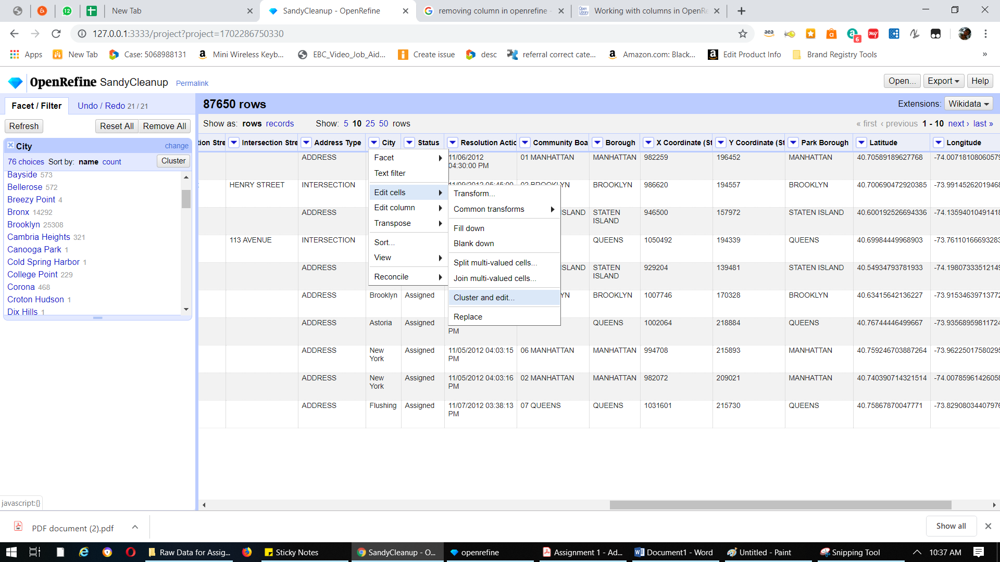 New Tab
SandyCleanup - OpenRefine
removing column in openrefine -
Working with columns in OpenRe
127.0.0.1:3333/project?project=1702286750330
aea
6
Apps
New Tab
Case: 5068988131
Mini Wireless Keyb...
EBC_Video_Job_Aid...
Create issue
desc
referral correct cate...
Amazon.com: Black...
Edit Product Info
Brand Registry Tools
»
OpenRefine SandyCleanup Permalink
Open... Export Help
Facet / Filter Undo / Redo 21 / 21
87650 rows
Extensions: Wikidata
Refresh Reset All Remove All
Show as: rows records Show: 5 10 25 50 rows
« first ‹ previous 1 - 10 next › last »
City change
76 choices Sort by: name count Cluster
Bayside 573
Bellerose 572
Breezy Point 4
Bronx 14292
Brooklyn 25308
Cambria Heights 321
Canooga Park 1
Cold Spring Harbor 1
College Point 229
Corona 468
Croton Hudson 1
Dix Hills 1
tion Stre Intersection Stre Address Type City Status Resolution Actio Community Boa Borough X Coordinate (St Y Coordinate (St Park Borough Latitude Longitude
ADDRESS 11/06/2012 04:30:00 PM 01 MANHATTAN MANHATTAN 982259 196452 MANHATTAN 40.70589189627768 -74.00718108060579
HENRY STREET INTERSECTION BROOKLYN 986620 194557 BROOKLYN 40.700690472920385 -73.9914526201946
ADDRESS ISLAND STATEN ISLAND 946500 157972 STATEN ISLAND 40.600192526694336 -74.1359401049141
113 AVENUE INTERSECTION QUEENS 1050492 194339 QUEENS 40.69984449968903 -73.76110166693283
ADDRESS ISLAND STATEN ISLAND 929204 139481 STATEN ISLAND 40.54934793781933 -74.1980733351214
ADDRESS Brooklyn Assigned YN BROOKLYN 1007746 170328 BROOKLYN 40.63415642136227 -73.91534639713772
ADDRESS Astoria Assigned PM QUEENS 1002064 218884 QUEENS 40.76744446499667 -73.9356895981172
ADDRESS New York Assigned 11/05/2012 04:03:15 PM 06 MANHATTAN MANHATTAN 994708 215893 MANHATTAN 40.759246703887264 -73.96225017580295
ADDRESS New York Assigned 11/05/2012 04:03:16 PM 02 MANHATTAN MANHATTAN 982072 209021 MANHATTAN 40.740390714321514 -74.0078596142605
ADDRESS Flushing Assigned 11/07/2012 03:38:13 PM 07 QUEENS QUEENS 1031601 215730 QUEENS 40.75867870047771 -73.82908034407976
Facet
Text filter
Edit cells
Edit column
Transpose
Sort...
View
Reconcile
Transform...
Common transforms
Fill down
Blank down
Split multi-valued cells...
Join multi-valued cells...
Cluster and edit...
Replace
javascript:{}
PDF document (2).pdf
Show all
Raw Data for Assig...
Sticky Notes
SandyCleanup - O...
openrefine
Assignment 1 - Ad...
Document1 - Word
Untitled - Paint
Snipping Tool
10:37 AM